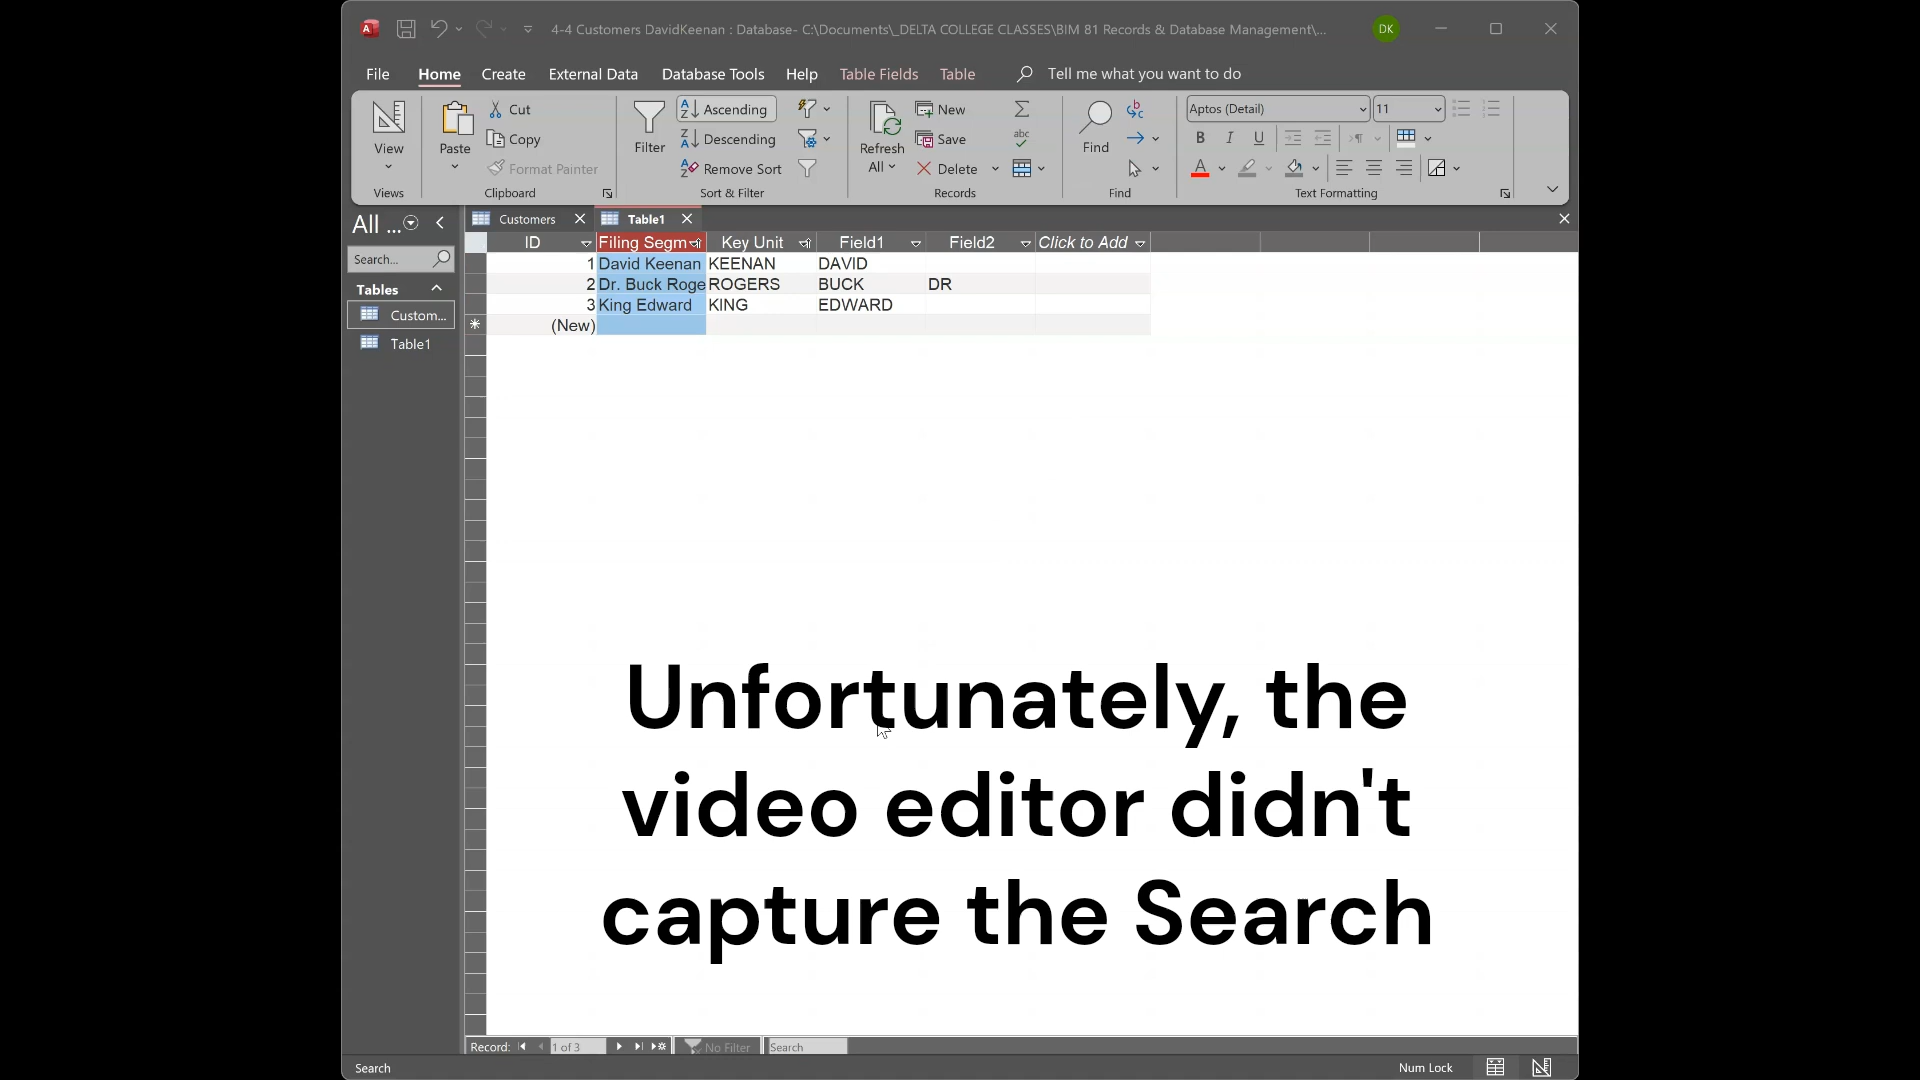 4-4 Customers DavidKeenan : Database- C:\Documents\_DELTA COLLEGE CLASSES\BIM 81 Records & Database Management\...
DK
File Home Create External Data Database Tools Help Table Fields Table Tell me what you want to do
View
Views
Paste
Cut
Copy
Format Painter
Clipboard
Filter
Ascending
Descending
Remove Sort
Sort & Filter
Refresh
All
New
Save
Delete
Records
Find
Find
Aptos (Detail) 11
B I U
Text Formatting
All ...
Search...
Tables
Custom...
Table1
Customers Table1
ID Filing Segm Key Unit Field1 Field2 Click to Add
1 David Keenan KEENAN DAVID
2 Dr. Buck Roge ROGERS BUCK DR
3 King Edward KING EDWARD
(New)
Unfortunately, the
video editor didn't
capture the Search
Record: 1 of 3 No Filter Search
Search Num Lock